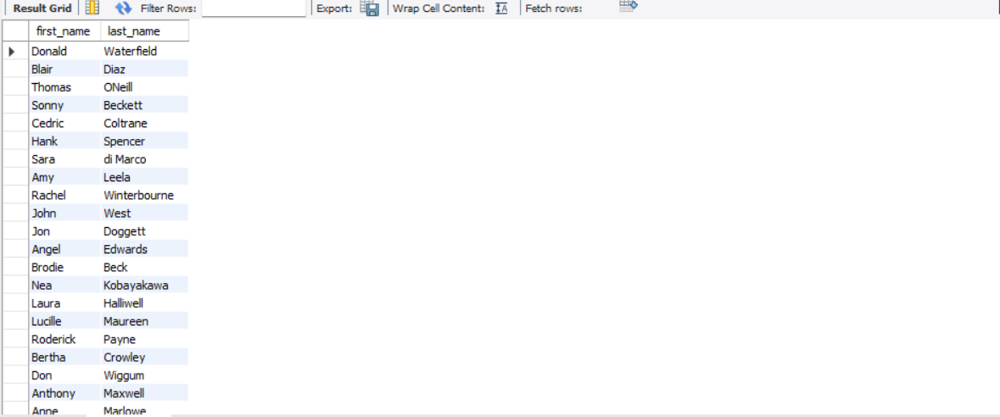 Result Grid Filter Rows: Export: Wrap Cell Content: Fetch rows:
first_name last_name
Donald Waterfield
Blair Diaz
Thomas ONeill
Sonny Beckett
Cedric Coltrane
Hank Spencer
Sara di Marco
Amy Leela
Rachel Winterbourne
John West
Jon Doggett
Angel Edwards
Brodie Beck
Nea Kobayakawa
Laura Halliwell
Lucille Maureen
Roderick Payne
Bertha Crowley
Don Wiggum
Anthony Maxwell
Anne Marlowe